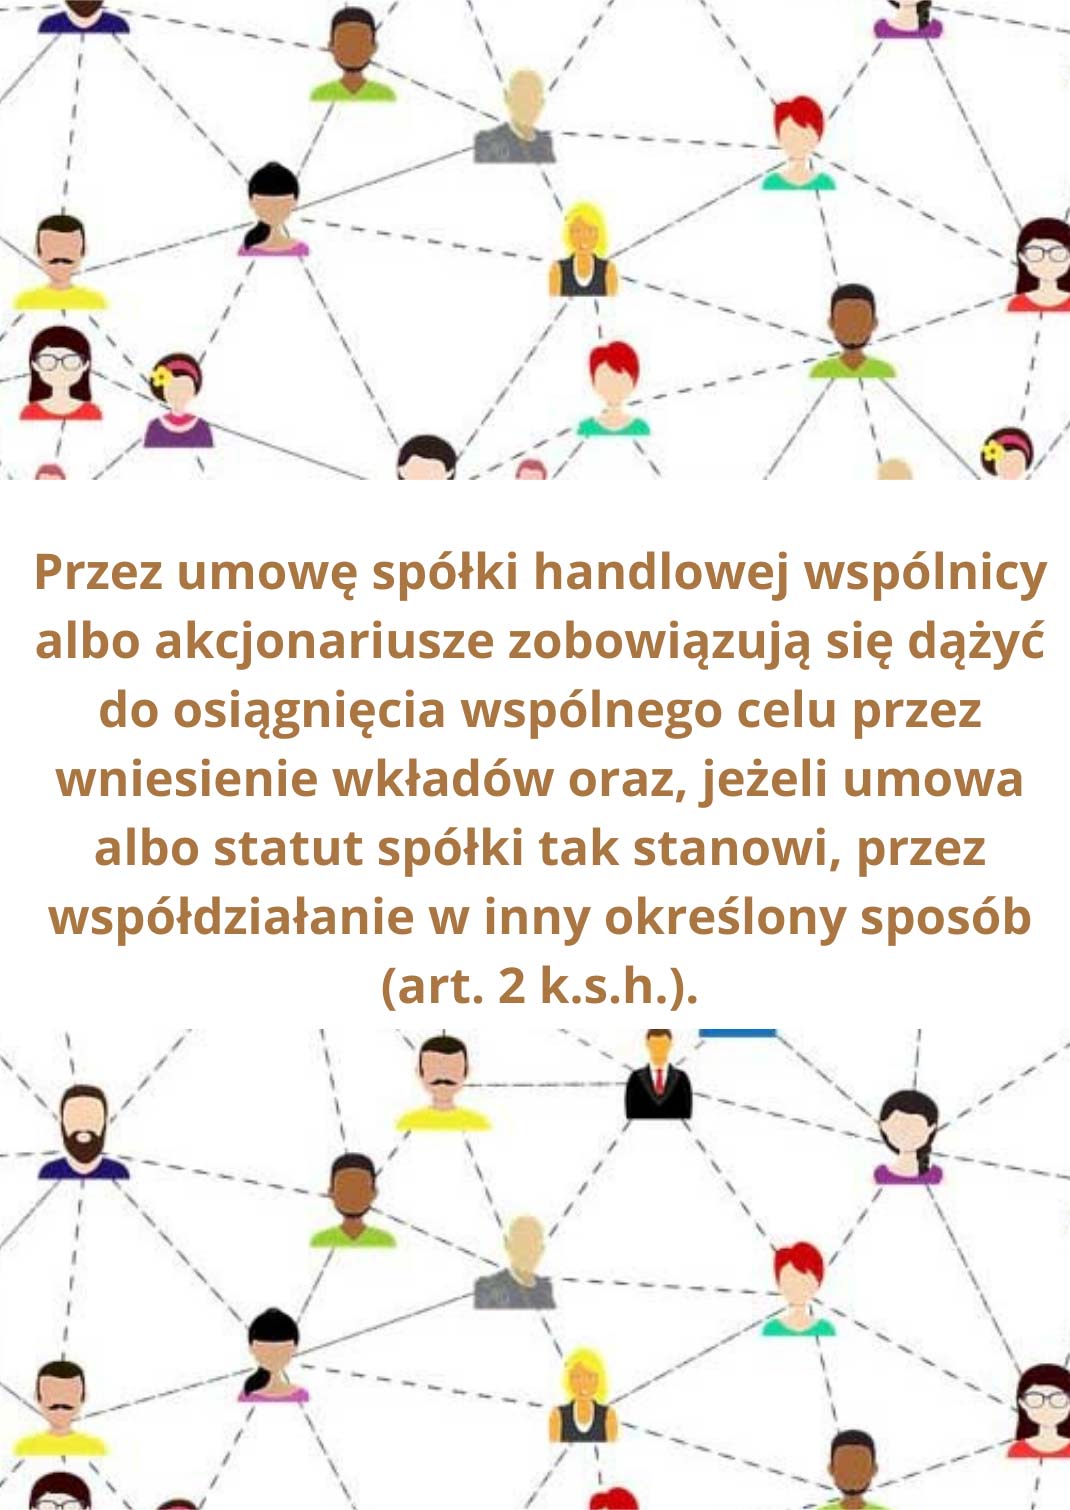 Przez umowę spółki handlowej wspólnicy
albo akcjonariusze zobowiązują się dążyć
do osiągnięcia wspólnego celu przez
wniesienie wkładów oraz, jeżeli umowa
albo statut spółki tak stanowi, przez
współdziałanie w inny określony sposób
(art. 2 k.s.h.).